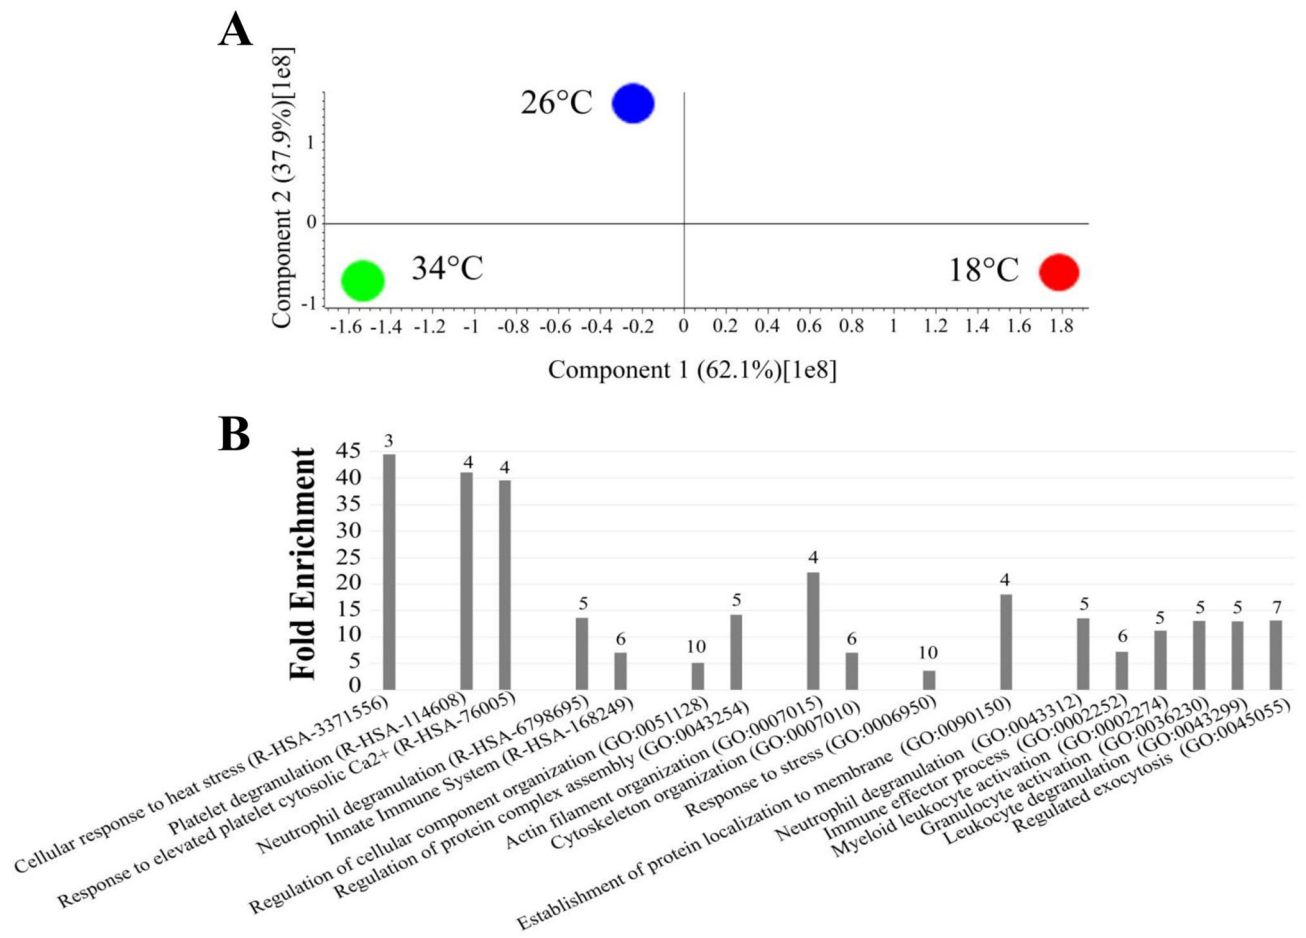 A
Component 2 (37.9%)[1e8]
1
0
-1
26°C
34°C
18°C
-1.6 -1.4 -1.2 -1 -0.8 -0.6 -0.4 -0.2 0 0.2 0.4 0.6 0.8 1 1.2 1.4 1.6 1.8
Component 1 (62.1%)[1e8]
B
Fold Enrichment
45
40
35
30
25
20
15
10
5
0
3 4 4 5 6 10 5 4 6 10 4 5 6 5 5 5 7
Cellular response to heat stress (R-HSA-3371556)
Platelet degranulation (R-HSA-114608)
Response to elevated platelet cytosolic Ca2+ (R-HSA-76005)
Neutrophil degranulation (R-HSA-6798695)
Innate Immune System (R-HSA-168249)
Regulation of cellular component organization (GO:0051128)
Regulation of protein complex assembly (GO:0043254)
Actin filament organization (GO:0007015)
Cytoskeleton organization (GO:0007010)
Response to stress (GO:0006950)
Establishment of protein localization to membrane (GO:0090150)
Neutrophil degranulation (GO:0043312)
Immune effector process (GO:0002252)
Myeloid leukocyte activation (GO:0002274)
Granulocyte activation (GO:0036230)
Leukocyte degranulation (GO:0043299)
Regulated exocytosis (GO:0045055)